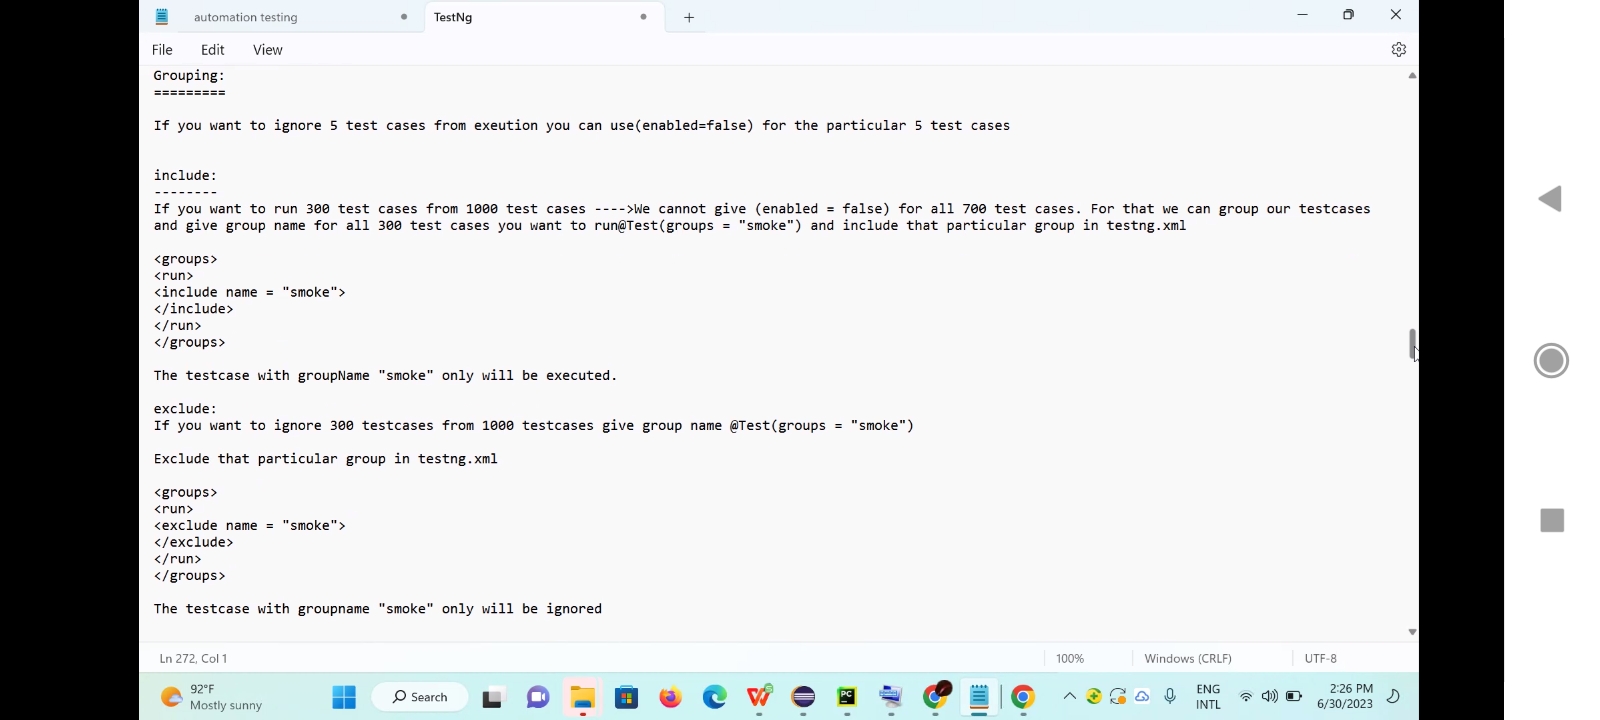 automation testing
TestNg
File Edit View
Grouping:
=========
If you want to ignore 5 test cases from exeution you can use(enabled=false) for the particular 5 test cases
include:
--------
If you want to run 300 test cases from 1000 test cases ---->We cannot give (enabled = false) for all 700 test cases. For that we can group our testcases
and give group name for all 300 test cases you want to run@Test(groups = "smoke") and include that particular group in testng.xml
<groups>
<run>
<include name = "smoke">
</include>
</run>
</groups>
The testcase with groupName "smoke" only will be executed.
exclude:
If you want to ignore 300 testcases from 1000 testcases give group name @Test(groups = "smoke")
Exclude that particular group in testng.xml
<groups>
<run>
<exclude name = "smoke">
</exclude>
</run>
</groups>
The testcase with groupname "smoke" only will be ignored
Ln 272, Col 1 100% Windows (CRLF) UTF-8
92°F
Mostly sunny
Search
PC
ENG
INTL
2:26 PM
6/30/2023